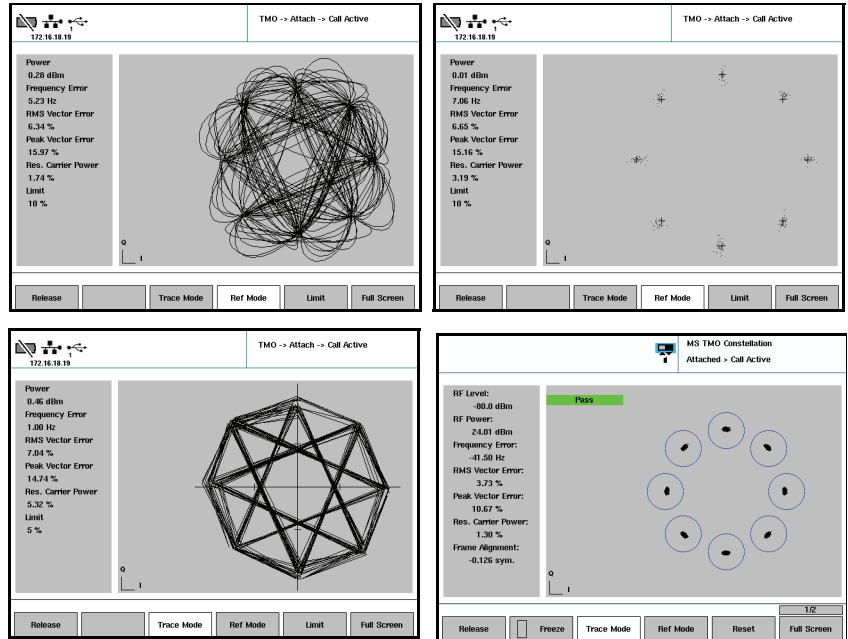 TMO -> Attach -> Call Active
1
172.16.18.19
Power
0.28 dBm
Frequency Error
5.23 Hz
RMS Vector Error
6.34 %
Peak Vector Error
15.97 %
Res. Carrier Power
1.74 %
Limit
10 %
Q
I
Release
Trace Mode
Ref Mode
Limit
Full Screen
TMO -> Attach -> Call Active
1
172.16.18.19
Power
0.01 dBm
Frequency Error
7.06 Hz
RMS Vector Error
6.65 %
Peak Vector Error
15.16 %
Res. Carrier Power
3.19 %
Limit
10 %
Q
I
Release
Trace Mode
Ref Mode
Limit
Full Screen
TMO -> Attach -> Call Active
1
172.16.18.19
Power
0.46 dBm
Frequency Error
1.00 Hz
RMS Vector Error
7.04 %
Peak Vector Error
14.74 %
Res. Carrier Power
5.32 %
Limit
5 %
Q
I
Release
Trace Mode
Ref Mode
Limit
Full Screen
MS TMO Constellation
Attached > Call Active
RF Level:
-80.0 dBm
RF Power:
24.01 dBm
Frequency Error:
-41.50 Hz
RMS Vector Error:
3.73 %
Peak Vector Error:
10.67 %
Res. Carrier Power:
1.30 %
Frame Alignment:
-0.126 sym.
Pass
Q
I
1/2
Release
Freeze
Trace Mode
Ref Mode
Reset
Full Screen